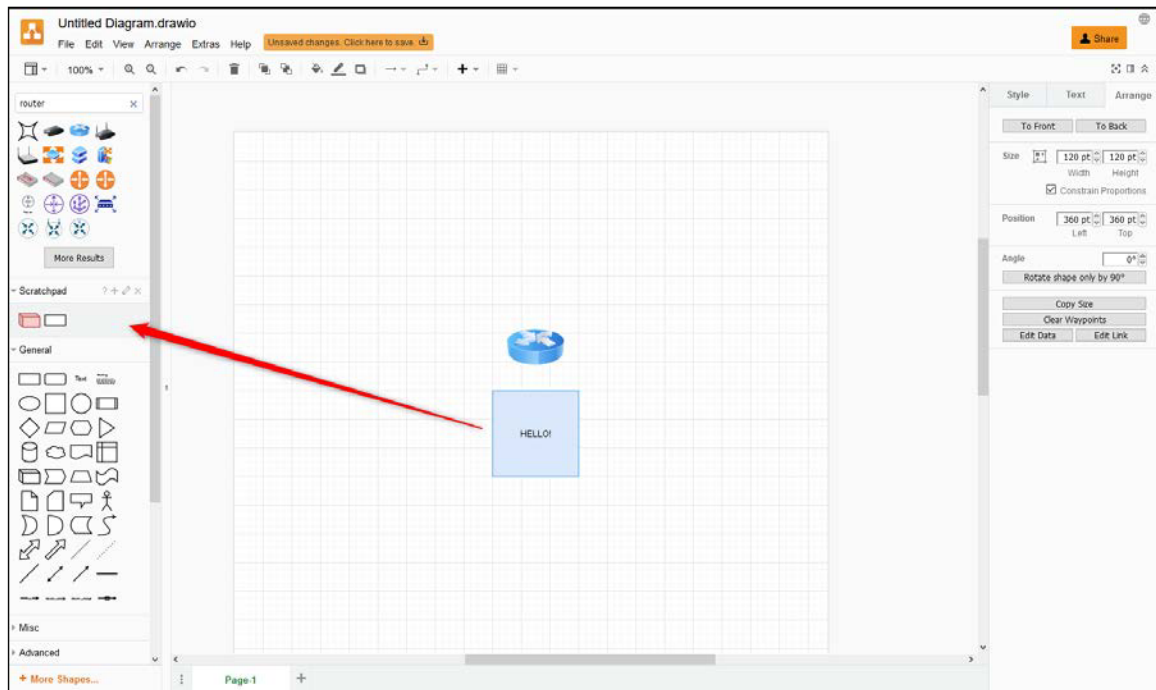 Untitled Diagram.drawio
File Edit View Arrange Extras Help Unsaved changes. Click here to save.
Share
100%
router
More Results
Scratchpad
General
Text
Misc
Advanced
+ More Shapes...
HELLO!
Page-1
Style Text Arrange
To Front To Back
Size 120 pt 120 pt
Width Height
Constrain Proportions
Position 360 pt 360 pt
Left Top
Angle 0°
Rotate shape only by 90°
Copy Size
Clear Waypoints
Edit Data Edit Link